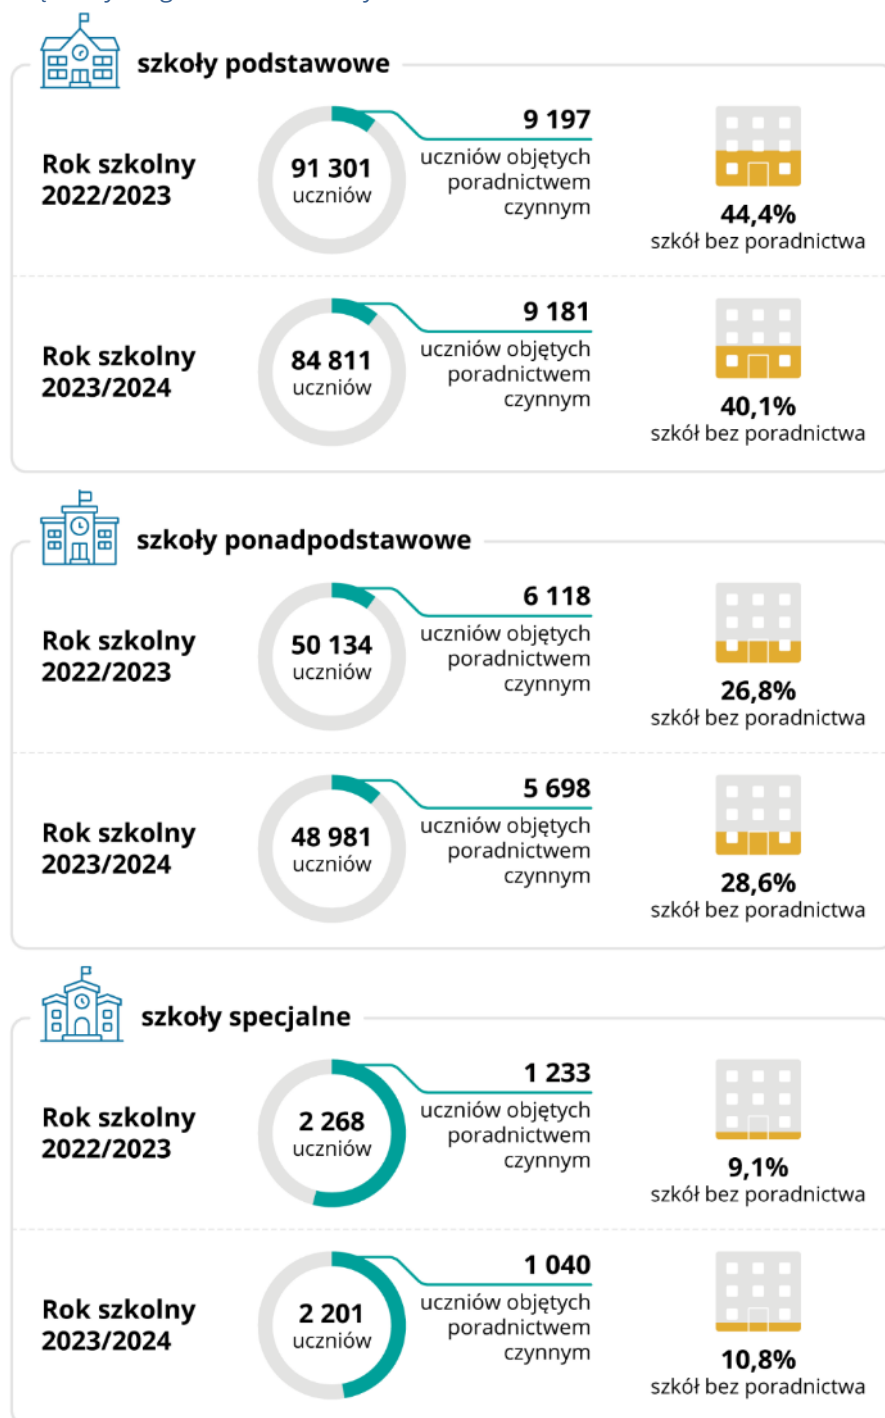 szkoły podstawowe
Rok szkolny
2022/2023
91 301
uczniów
9 197
uczniów objętych
poradnictwem
czynnym
44,4%
szkół bez poradnictwa
Rok szkolny
2023/2024
84 811
uczniów
9 181
uczniów objętych
poradnictwem
czynnym
40,1%
szkół bez poradnictwa
szkoły ponadpodstawowe
Rok szkolny
2022/2023
50 134
uczniów
6 118
uczniów objętych
poradnictwem
czynnym
26,8%
szkół bez poradnictwa
Rok szkolny
2023/2024
48 981
uczniów
5 698
uczniów objętych
poradnictwem
czynnym
28,6%
szkół bez poradnictwa
szkoły specjalne
Rok szkolny
2022/2023
2 268
uczniów
1 233
uczniów objętych
poradnictwem
czynnym
9,1%
szkół bez poradnictwa
Rok szkolny
2023/2024
2 201
uczniów
1 040
uczniów objętych
poradnictwem
czynnym
10,8%
szkół bez poradnictwa